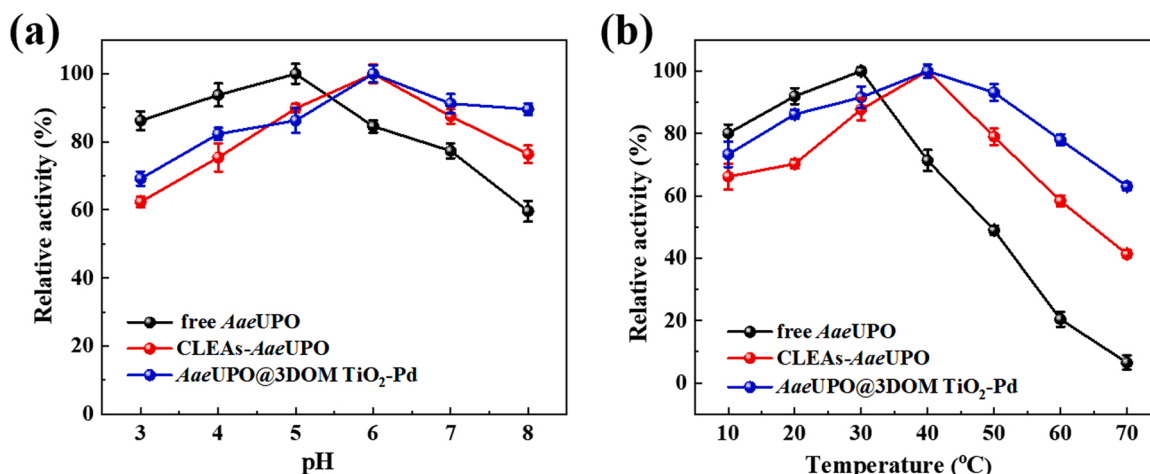 (a)
Relative activity (%)
100
80
60
40
20
0
free AaeUPO
CLEAs-AaeUPO
AaeUPO@3DOM TiO₂-Pd
3 4 5 6 7 8
pH
(b)
Relative activity (%)
100
80
60
40
20
0
free AaeUPO
CLEAs-AaeUPO
AaeUPO@3DOM TiO₂-Pd
10 20 30 40 50 60 70
Temperature (ºC)